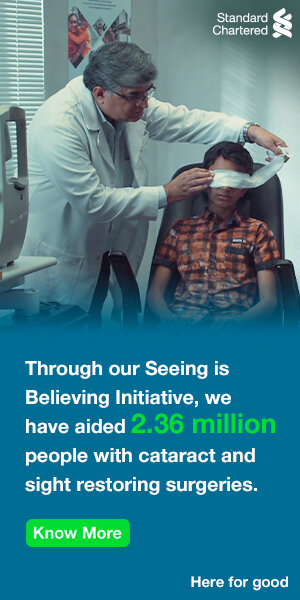 Standard
Chartered
Through our Seeing is
Believing Initiative, we
have aided 2.36 million
people with cataract and
sight restoring surgeries.
Know More
Here for good